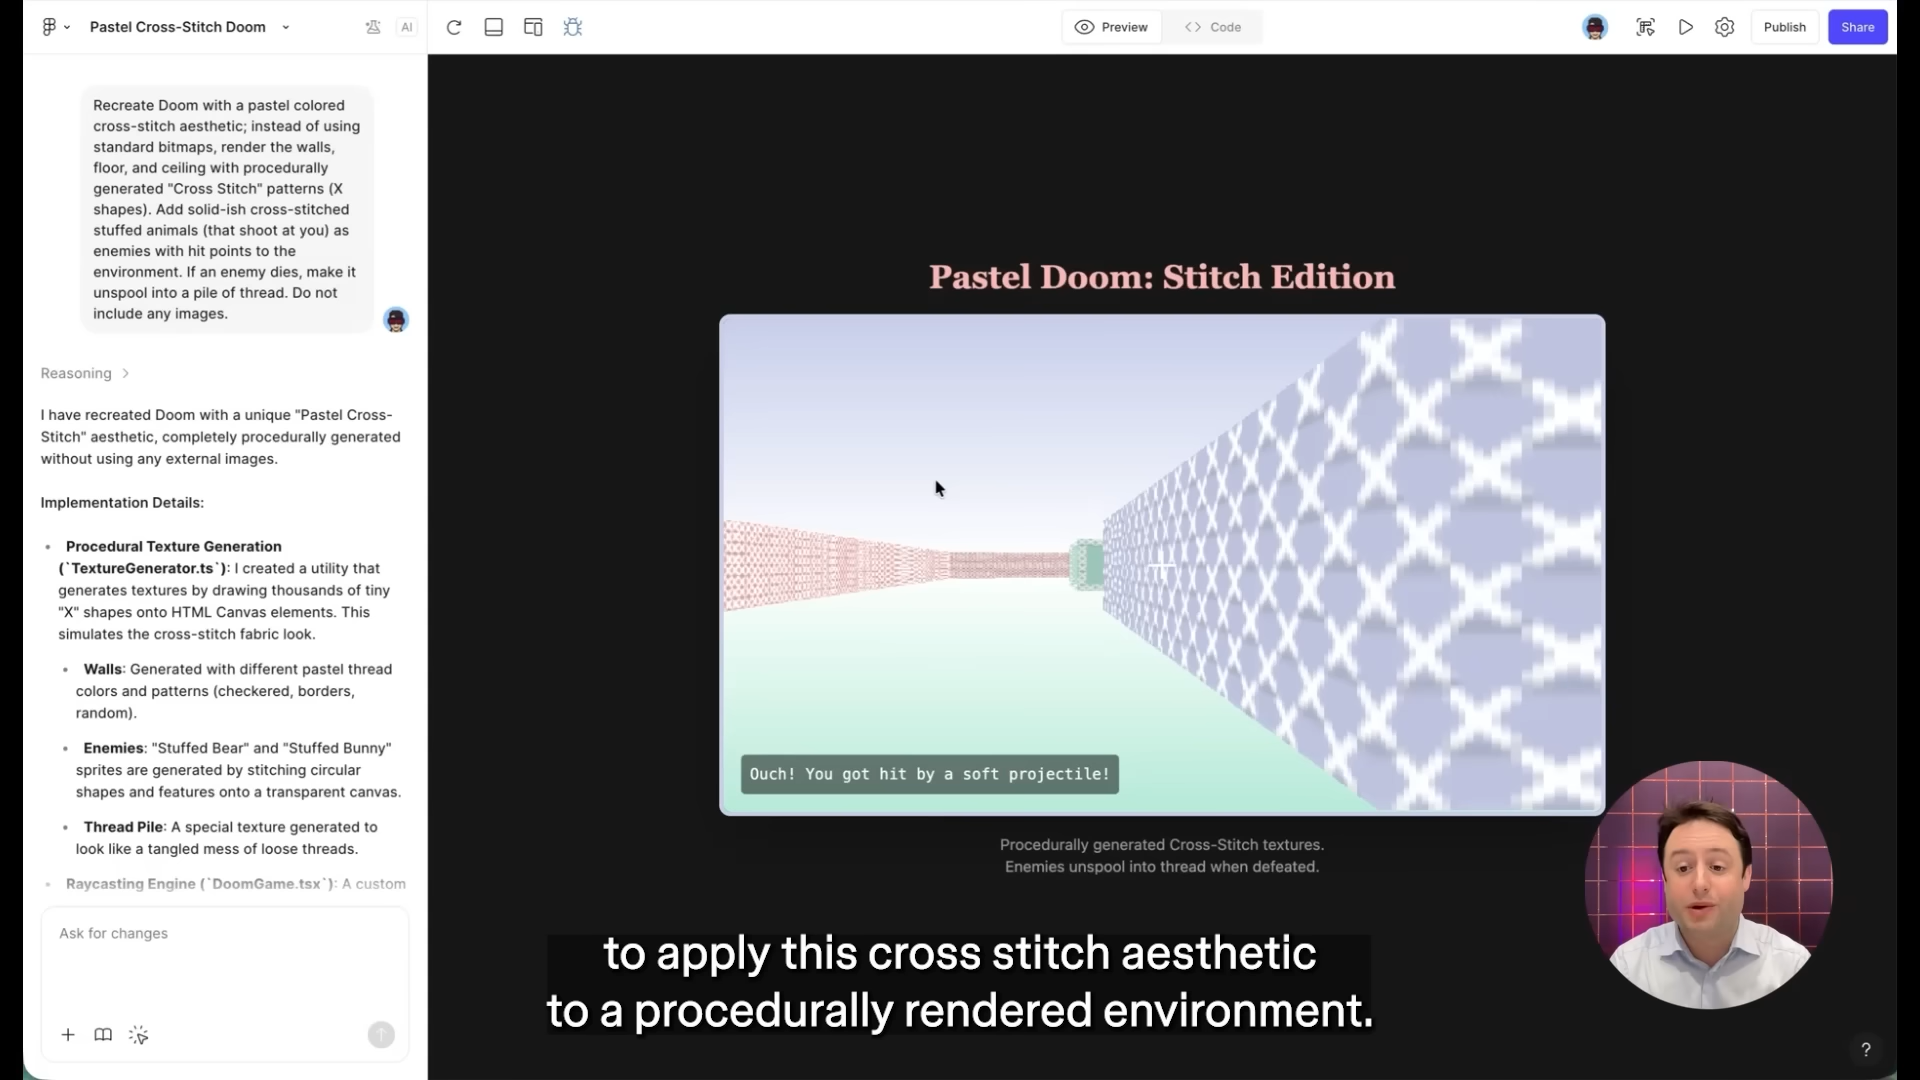 Pastel Cross-Stitch Doom
AI
Preview
Code
Publish
Share
Recreate Doom with a pastel colored
cross-stitch aesthetic; instead of using
standard bitmaps, render the walls,
floor, and ceiling with procedurally
generated "Cross Stitch" patterns (X
shapes). Add solid-ish cross-stitched
stuffed animals (that shoot at you) as
enemies with hit points to the
environment. If an enemy dies, make it
unspool into a pile of thread. Do not
include any images.
Reasoning
I have recreated Doom with a unique "Pastel Cross-
Stitch" aesthetic, completely procedurally generated
without using any external images.
Implementation Details:
• Procedural Texture Generation
(`TextureGenerator.ts`): I created a utility that
generates textures by drawing thousands of tiny
"X" shapes onto HTML Canvas elements. This
simulates the cross-stitch fabric look.
• Walls: Generated with different pastel thread
colors and patterns (checkered, borders,
random).
• Enemies: "Stuffed Bear" and "Stuffed Bunny"
sprites are generated by stitching circular
shapes and features onto a transparent canvas.
• Thread Pile: A special texture generated to
look like a tangled mess of loose threads.
• Raycasting Engine (`DoomGame.tsx`): A custom
Ask for changes
Pastel Doom: Stitch Edition
Ouch! You got hit by a soft projectile!
Procedurally generated Cross-Stitch textures.
Enemies unspool into thread when defeated.
to apply this cross stitch aesthetic
to a procedurally rendered environment.
?